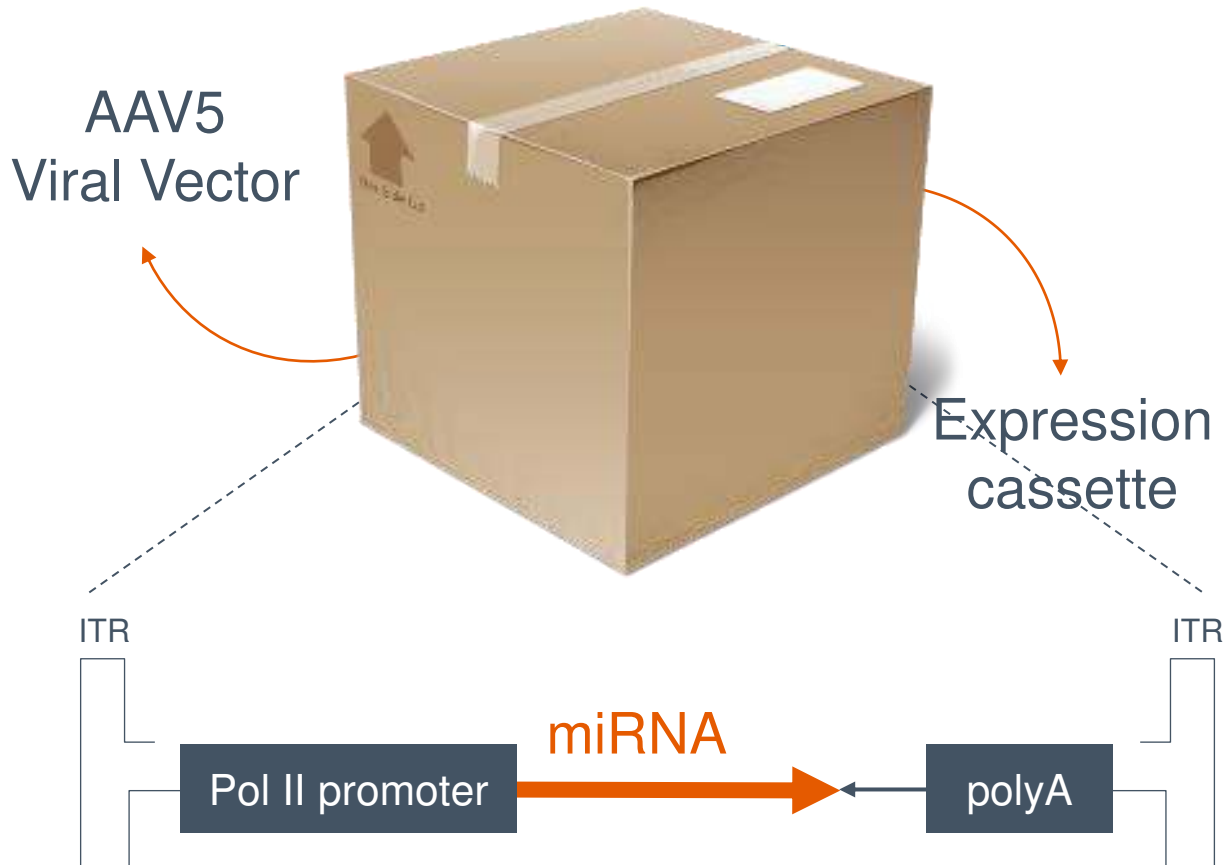 AAV5
Viral Vector
Expression
cassette
ITR
ITR
miRNA
Pol II promoter
polyA